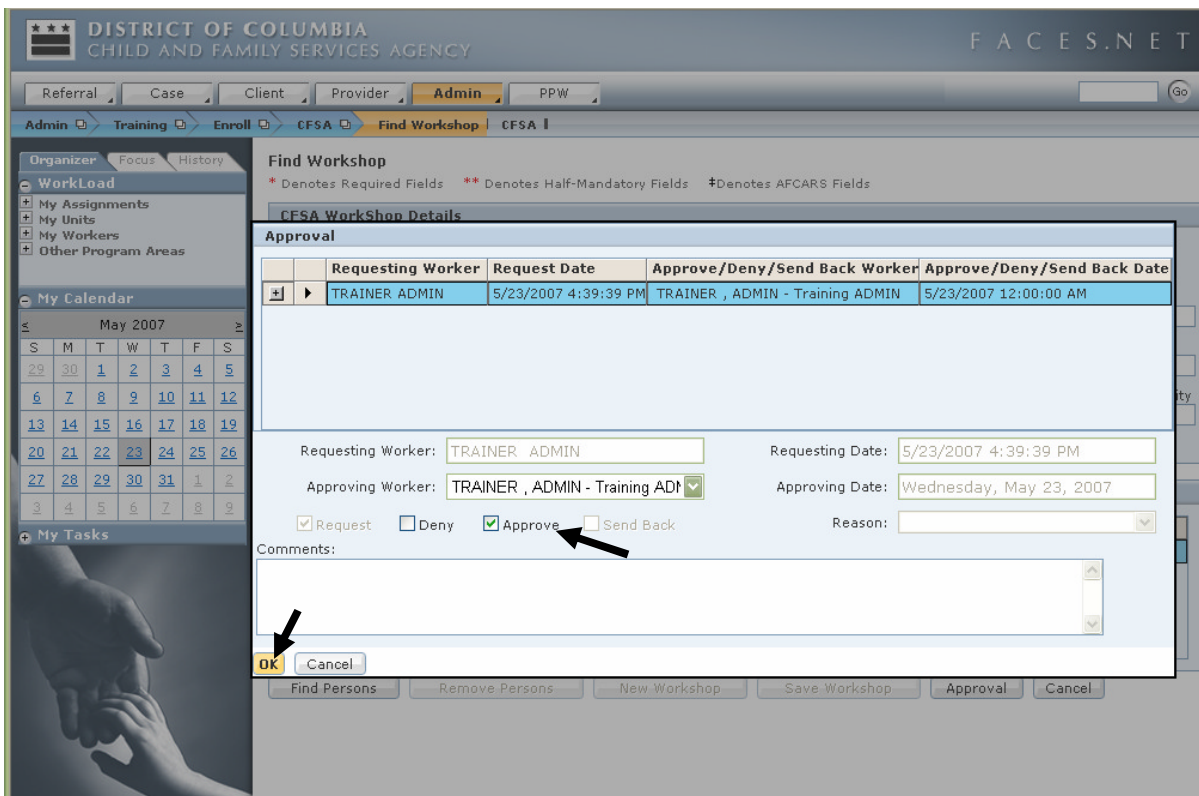 DISTRICT OF COLUMBIA
CHILD AND FAMILY SERVICES AGENCY
FACES.NET
Referral Case Client Provider Admin PPW Go
Admin Training Enroll CFSA Find Workshop CFSA
Organizer Focus History
WorkLoad
My Assignments
My Units
My Workers
Other Program Areas
My Calendar
< May 2007 >
S M T W T F S
29 30 1 2 3 4 5
6 7 8 9 10 11 12
13 14 15 16 17 18 19
20 21 22 23 24 25 26
27 28 29 30 31 1 2
3 4 5 6 7 8 9
My Tasks
Find Workshop
* Denotes Required Fields ** Denotes Half-Mandatory Fields ‡Denotes AFCARS Fields
CFSA WorkShop Details
Approval
Requesting Worker Request Date Approve/Deny/Send Back Worker Approve/Deny/Send Back Date
TRAINER ADMIN 5/23/2007 4:39:39 PM TRAINER , ADMIN - Training ADMIN 5/23/2007 12:00:00 AM
Requesting Worker: TRAINER ADMIN Requesting Date: 5/23/2007 4:39:39 PM
Approving Worker: TRAINER , ADMIN - Training ADM Approving Date: Wednesday, May 23, 2007
Request Deny Approve Send Back Reason:
Comments:
OK Cancel
Find Persons Remove Persons New Workshop Save Workshop Approval Cancel